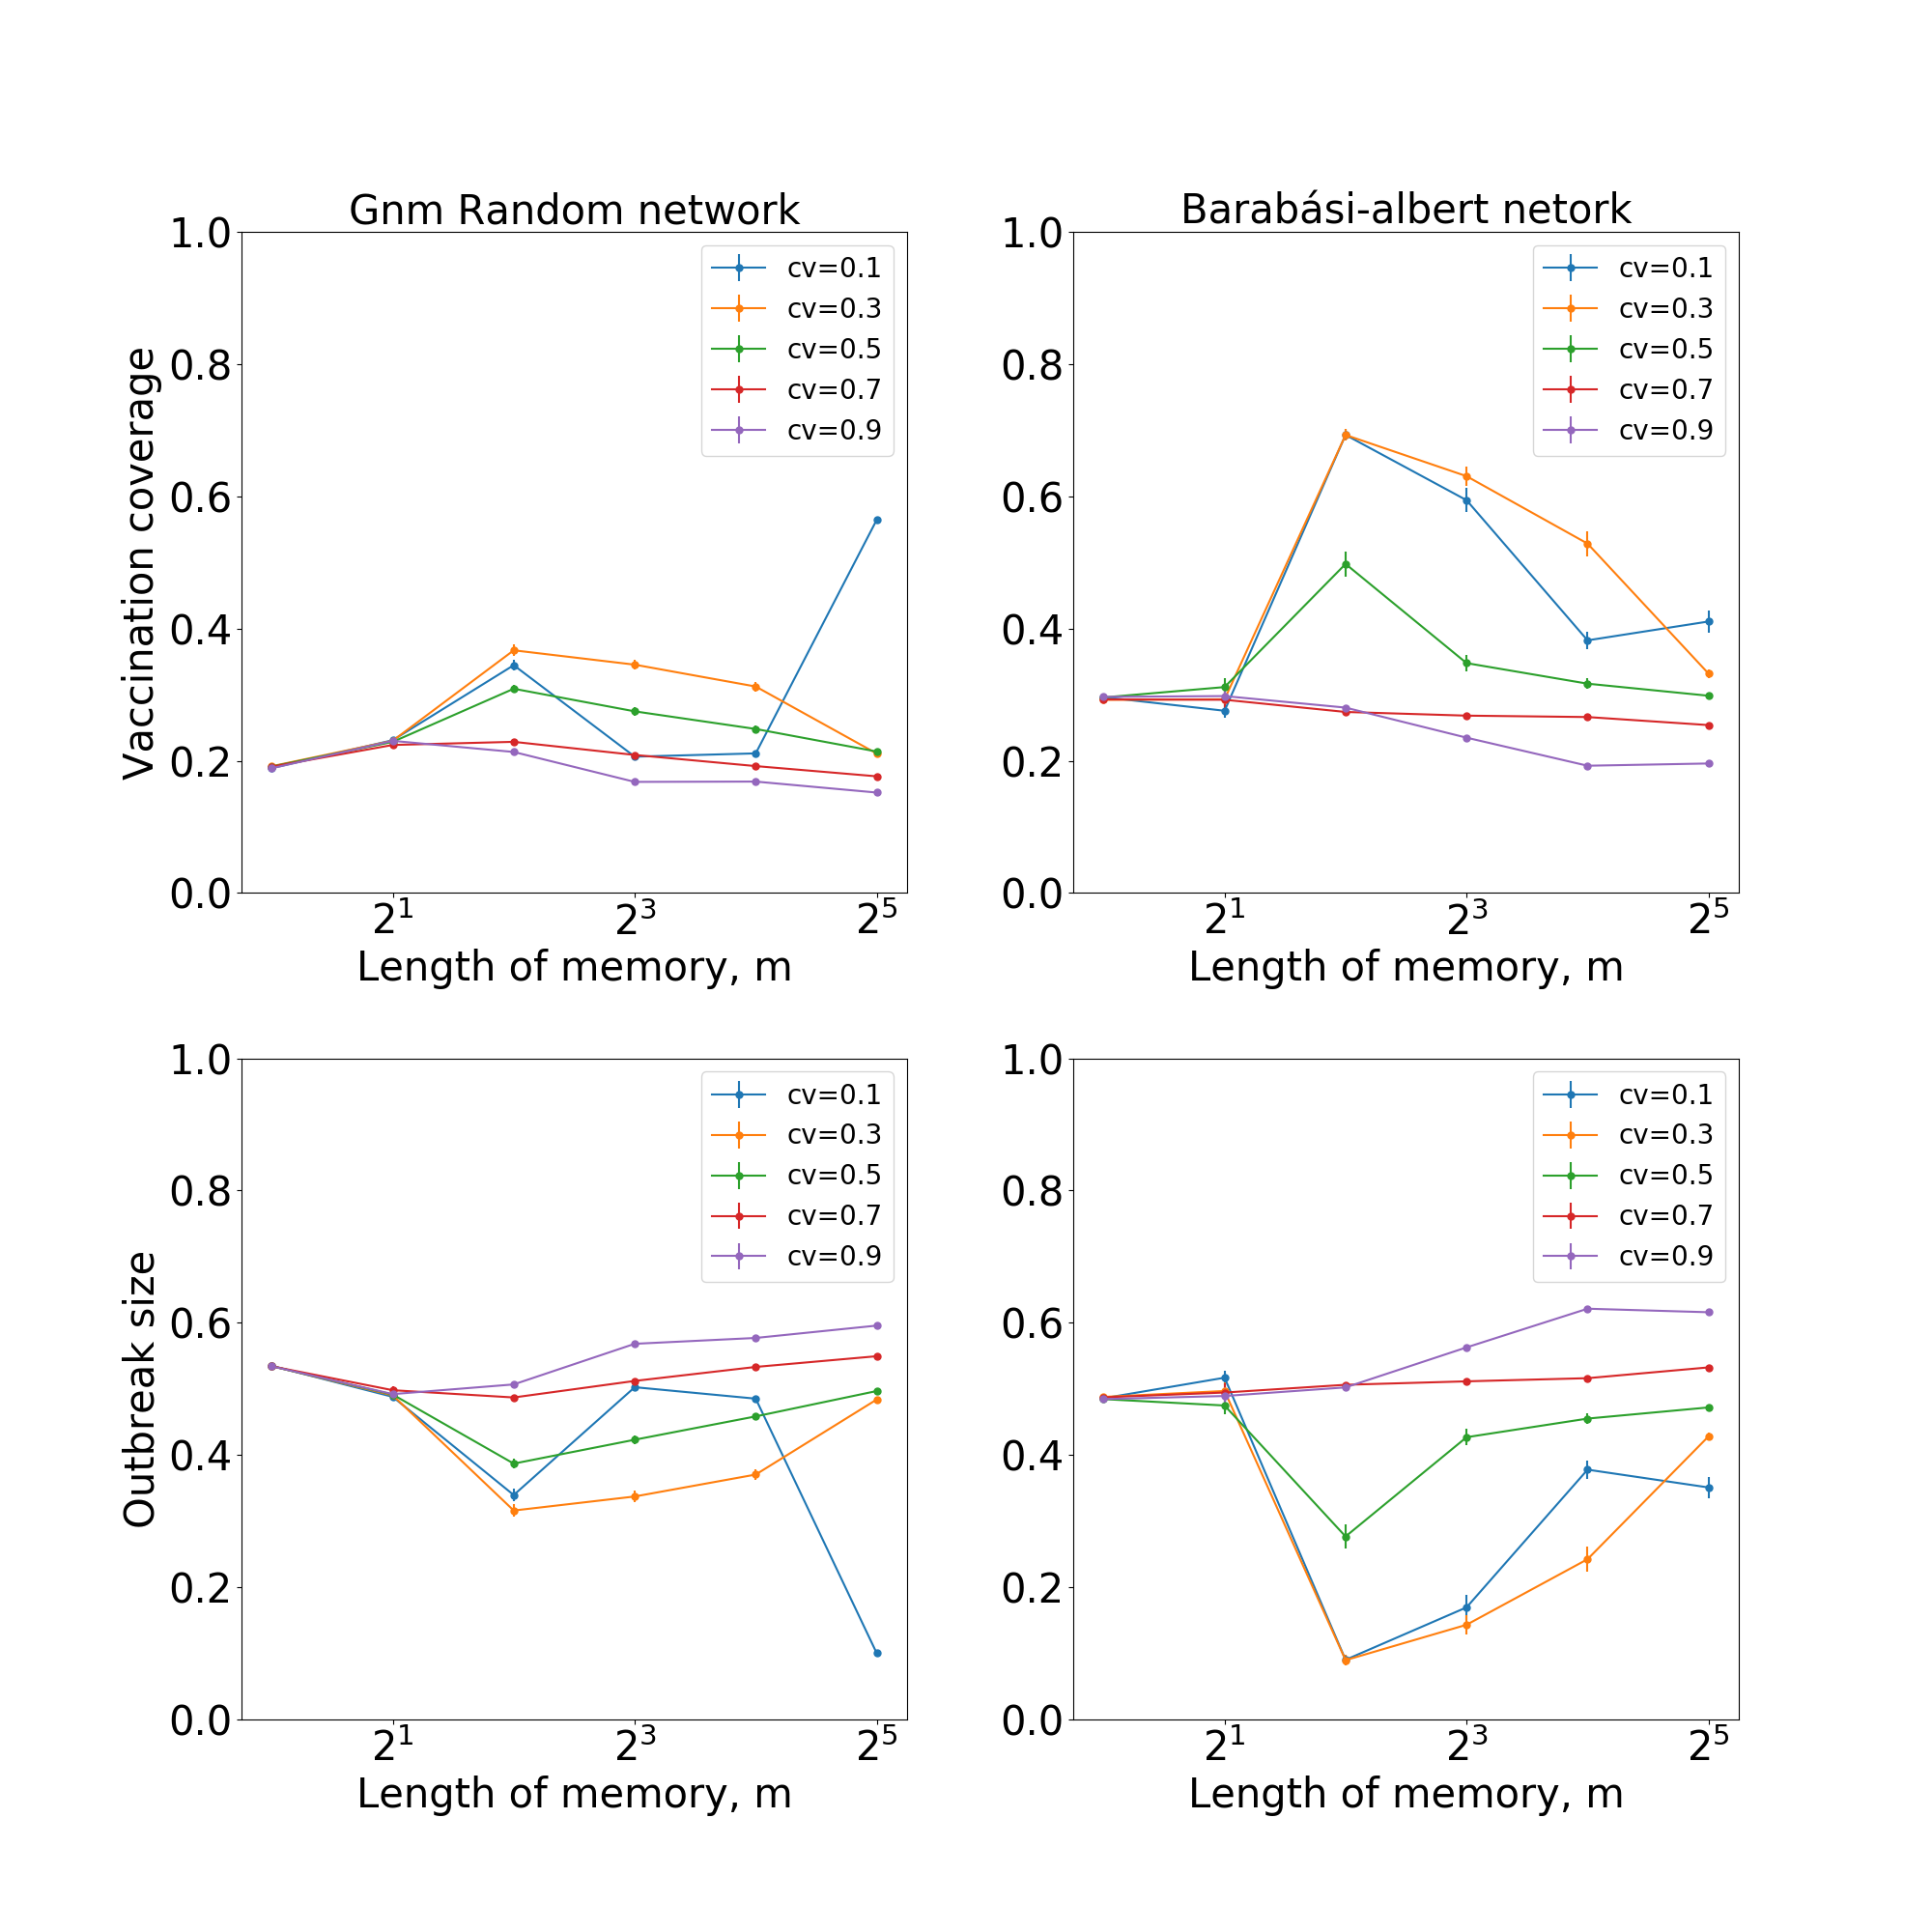 Gnm Random network
1.0
0.8
0.6
0.4
0.2
0.0
Vaccination coverage
cv=0.1
cv=0.3
cv=0.5
cv=0.7
cv=0.9
2^1 2^3 2^5
Length of memory, m
Barabási-albert netork
1.0
0.8
0.6
0.4
0.2
0.0
cv=0.1
cv=0.3
cv=0.5
cv=0.7
cv=0.9
2^1 2^3 2^5
Length of memory, m
1.0
0.8
0.6
0.4
0.2
0.0
Outbreak size
cv=0.1
cv=0.3
cv=0.5
cv=0.7
cv=0.9
2^1 2^3 2^5
Length of memory, m
1.0
0.8
0.6
0.4
0.2
0.0
cv=0.1
cv=0.3
cv=0.5
cv=0.7
cv=0.9
2^1 2^3 2^5
Length of memory, m